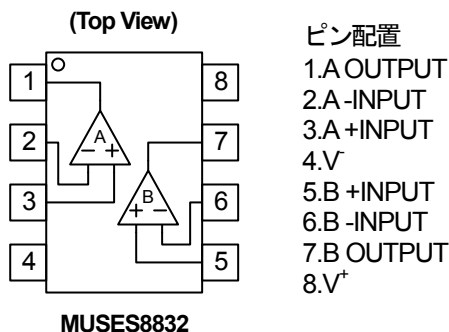 (Top View)
1
8
A
- +
2
7
B
+ -
3
6
4
5
MUSES8832
ピン配置
1.A OUTPUT
2.A -INPUT
3.A +INPUT
4.V⁻
5.B +INPUT
6.B -INPUT
7.B OUTPUT
8.V⁺